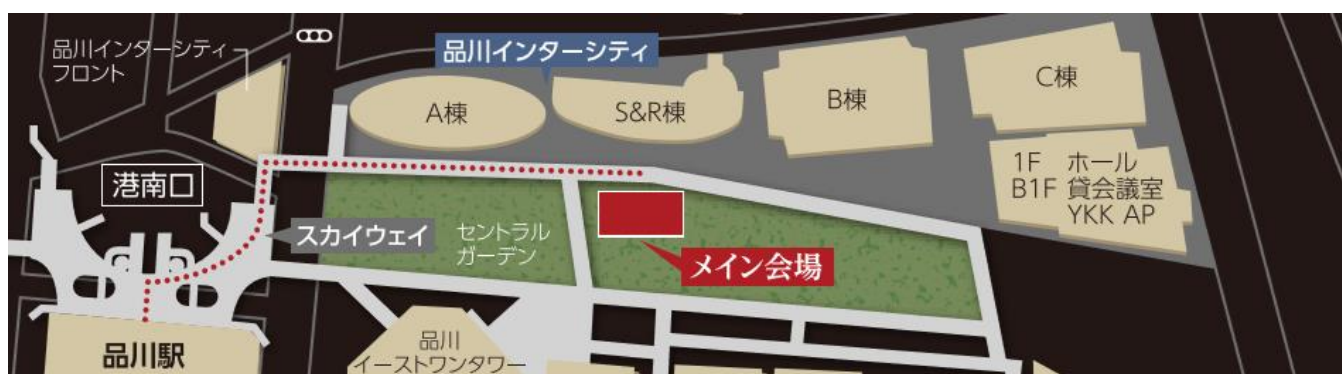 品川インターシティ
フロント
品川インターシティ
A棟
S&R棟
B棟
C棟
1F ホール
B1F 貸会議室
YKK AP
港南口
スカイウェイ
セントラル
ガーデン
メイン会場
品川駅
品川
イーストワンタワー